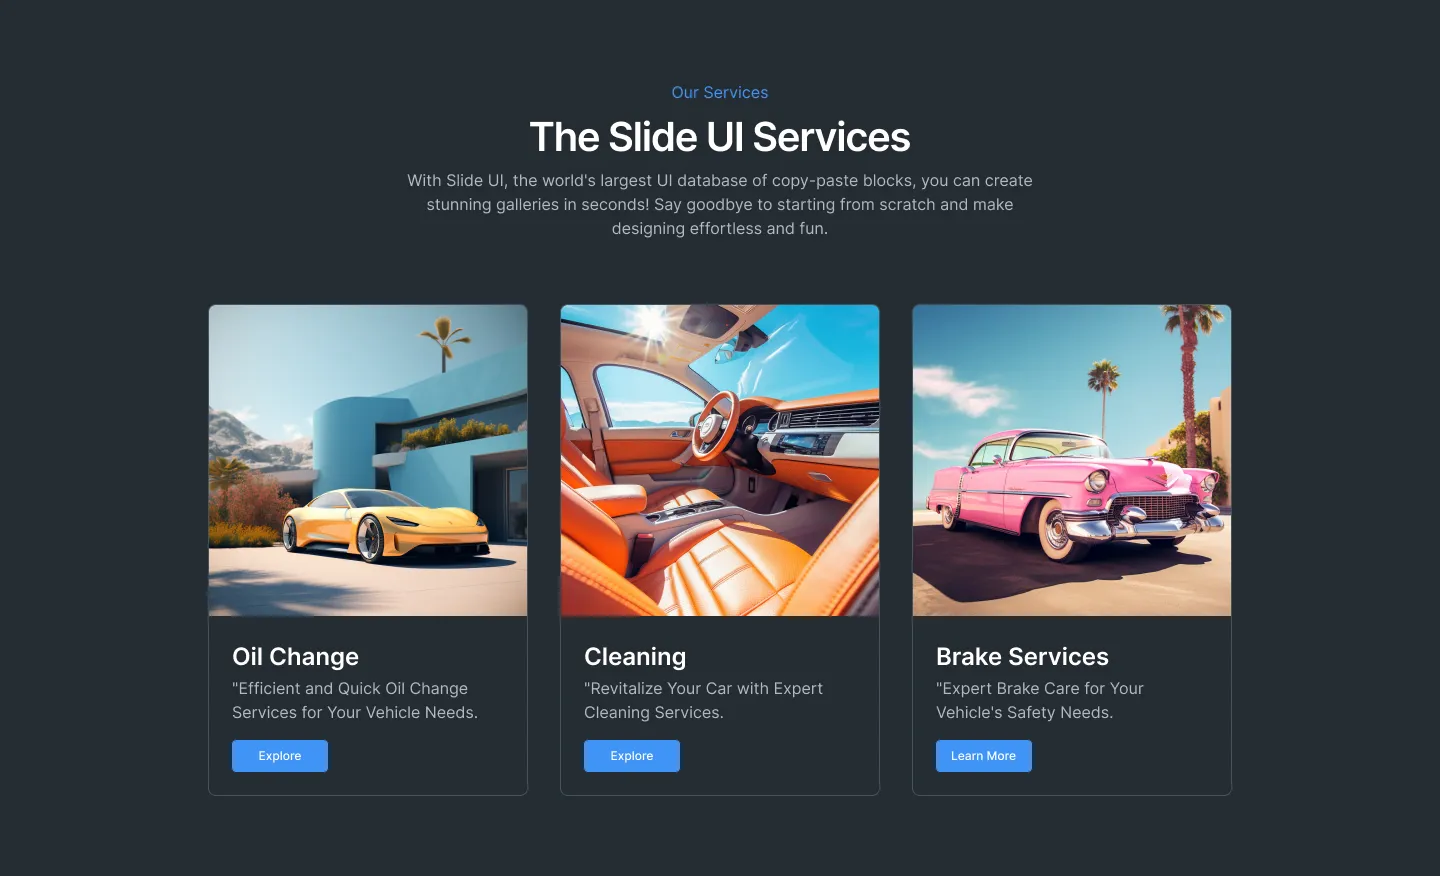 Our Services
The Slide UI Services
With Slide UI, the world's largest UI database of copy-paste blocks, you can create
stunning galleries in seconds! Say goodbye to starting from scratch and make
designing effortless and fun.
Oil Change
"Efficient and Quick Oil Change
Services for Your Vehicle Needs.
Explore
Cleaning
"Revitalize Your Car with Expert
Cleaning Services.
Explore
Brake Services
"Expert Brake Care for Your
Vehicle's Safety Needs.
Learn More